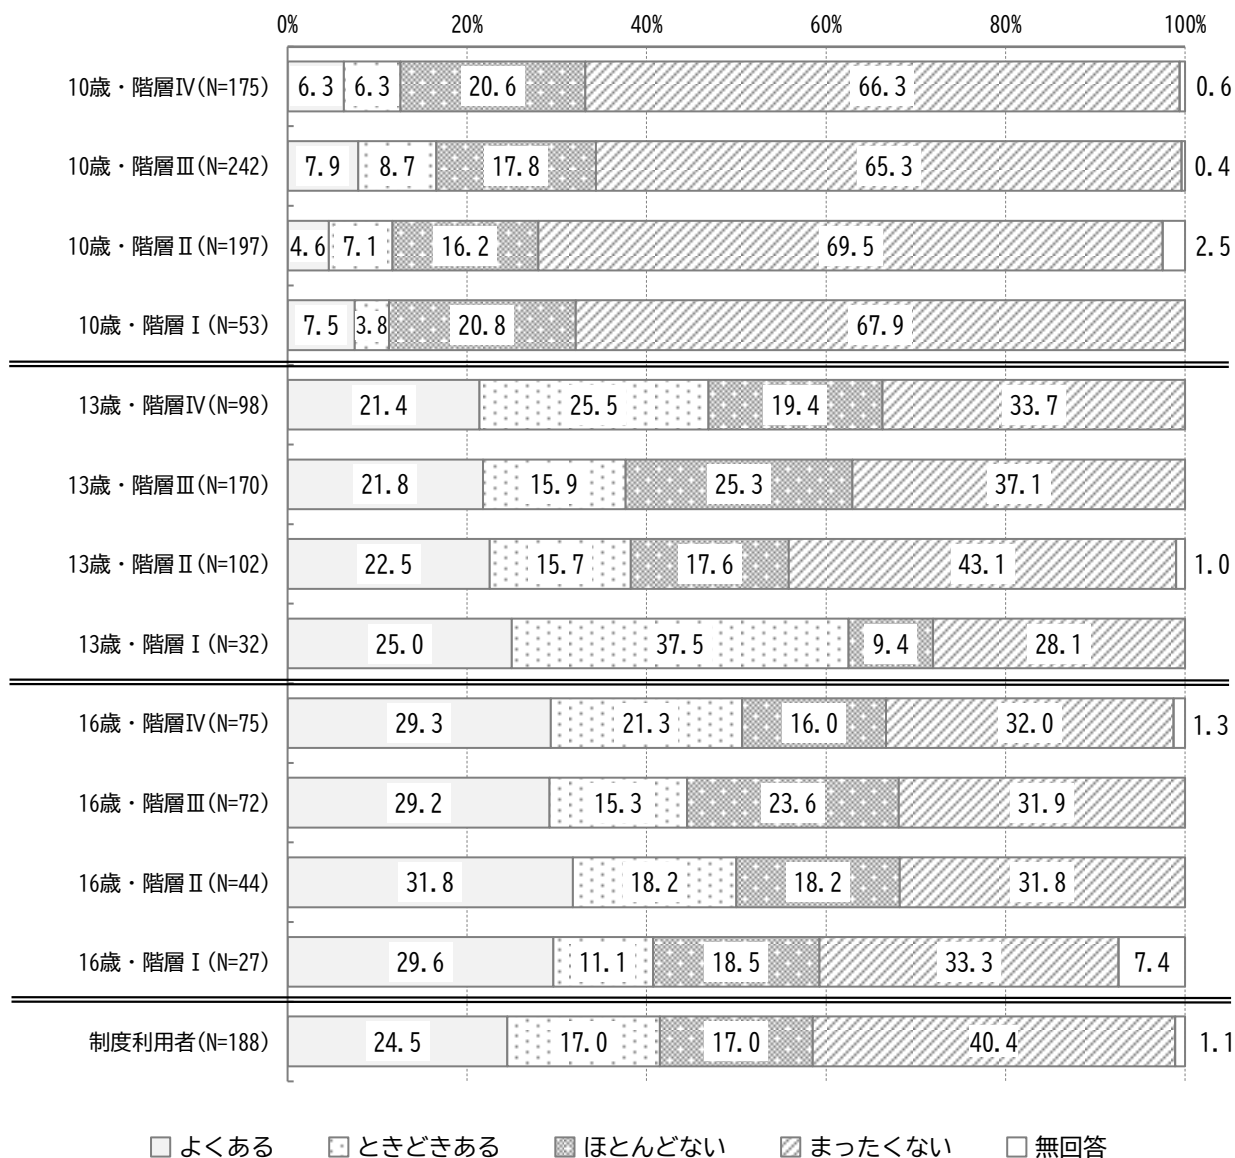 0% 20% 40% 60% 80% 100%
10歳・階層Ⅳ(N=175) 6.3 6.3 20.6 66.3 0.6
10歳・階層Ⅲ(N=242) 7.9 8.7 17.8 65.3 0.4
10歳・階層Ⅱ(N=197) 4.6 7.1 16.2 69.5 2.5
10歳・階層Ⅰ(N=53) 7.5 3.8 20.8 67.9
13歳・階層Ⅳ(N=98) 21.4 25.5 19.4 33.7
13歳・階層Ⅲ(N=170) 21.8 15.9 25.3 37.1
13歳・階層Ⅱ(N=102) 22.5 15.7 17.6 43.1 1.0
13歳・階層Ⅰ(N=32) 25.0 37.5 9.4 28.1
16歳・階層Ⅳ(N=75) 29.3 21.3 16.0 32.0 1.3
16歳・階層Ⅲ(N=72) 29.2 15.3 23.6 31.9
16歳・階層Ⅱ(N=44) 31.8 18.2 18.2 31.8
16歳・階層Ⅰ(N=27) 29.6 11.1 18.5 33.3 7.4
制度利用者(N=188) 24.5 17.0 17.0 40.4 1.1
よくある ときどきある ほとんどない まったくない 無回答